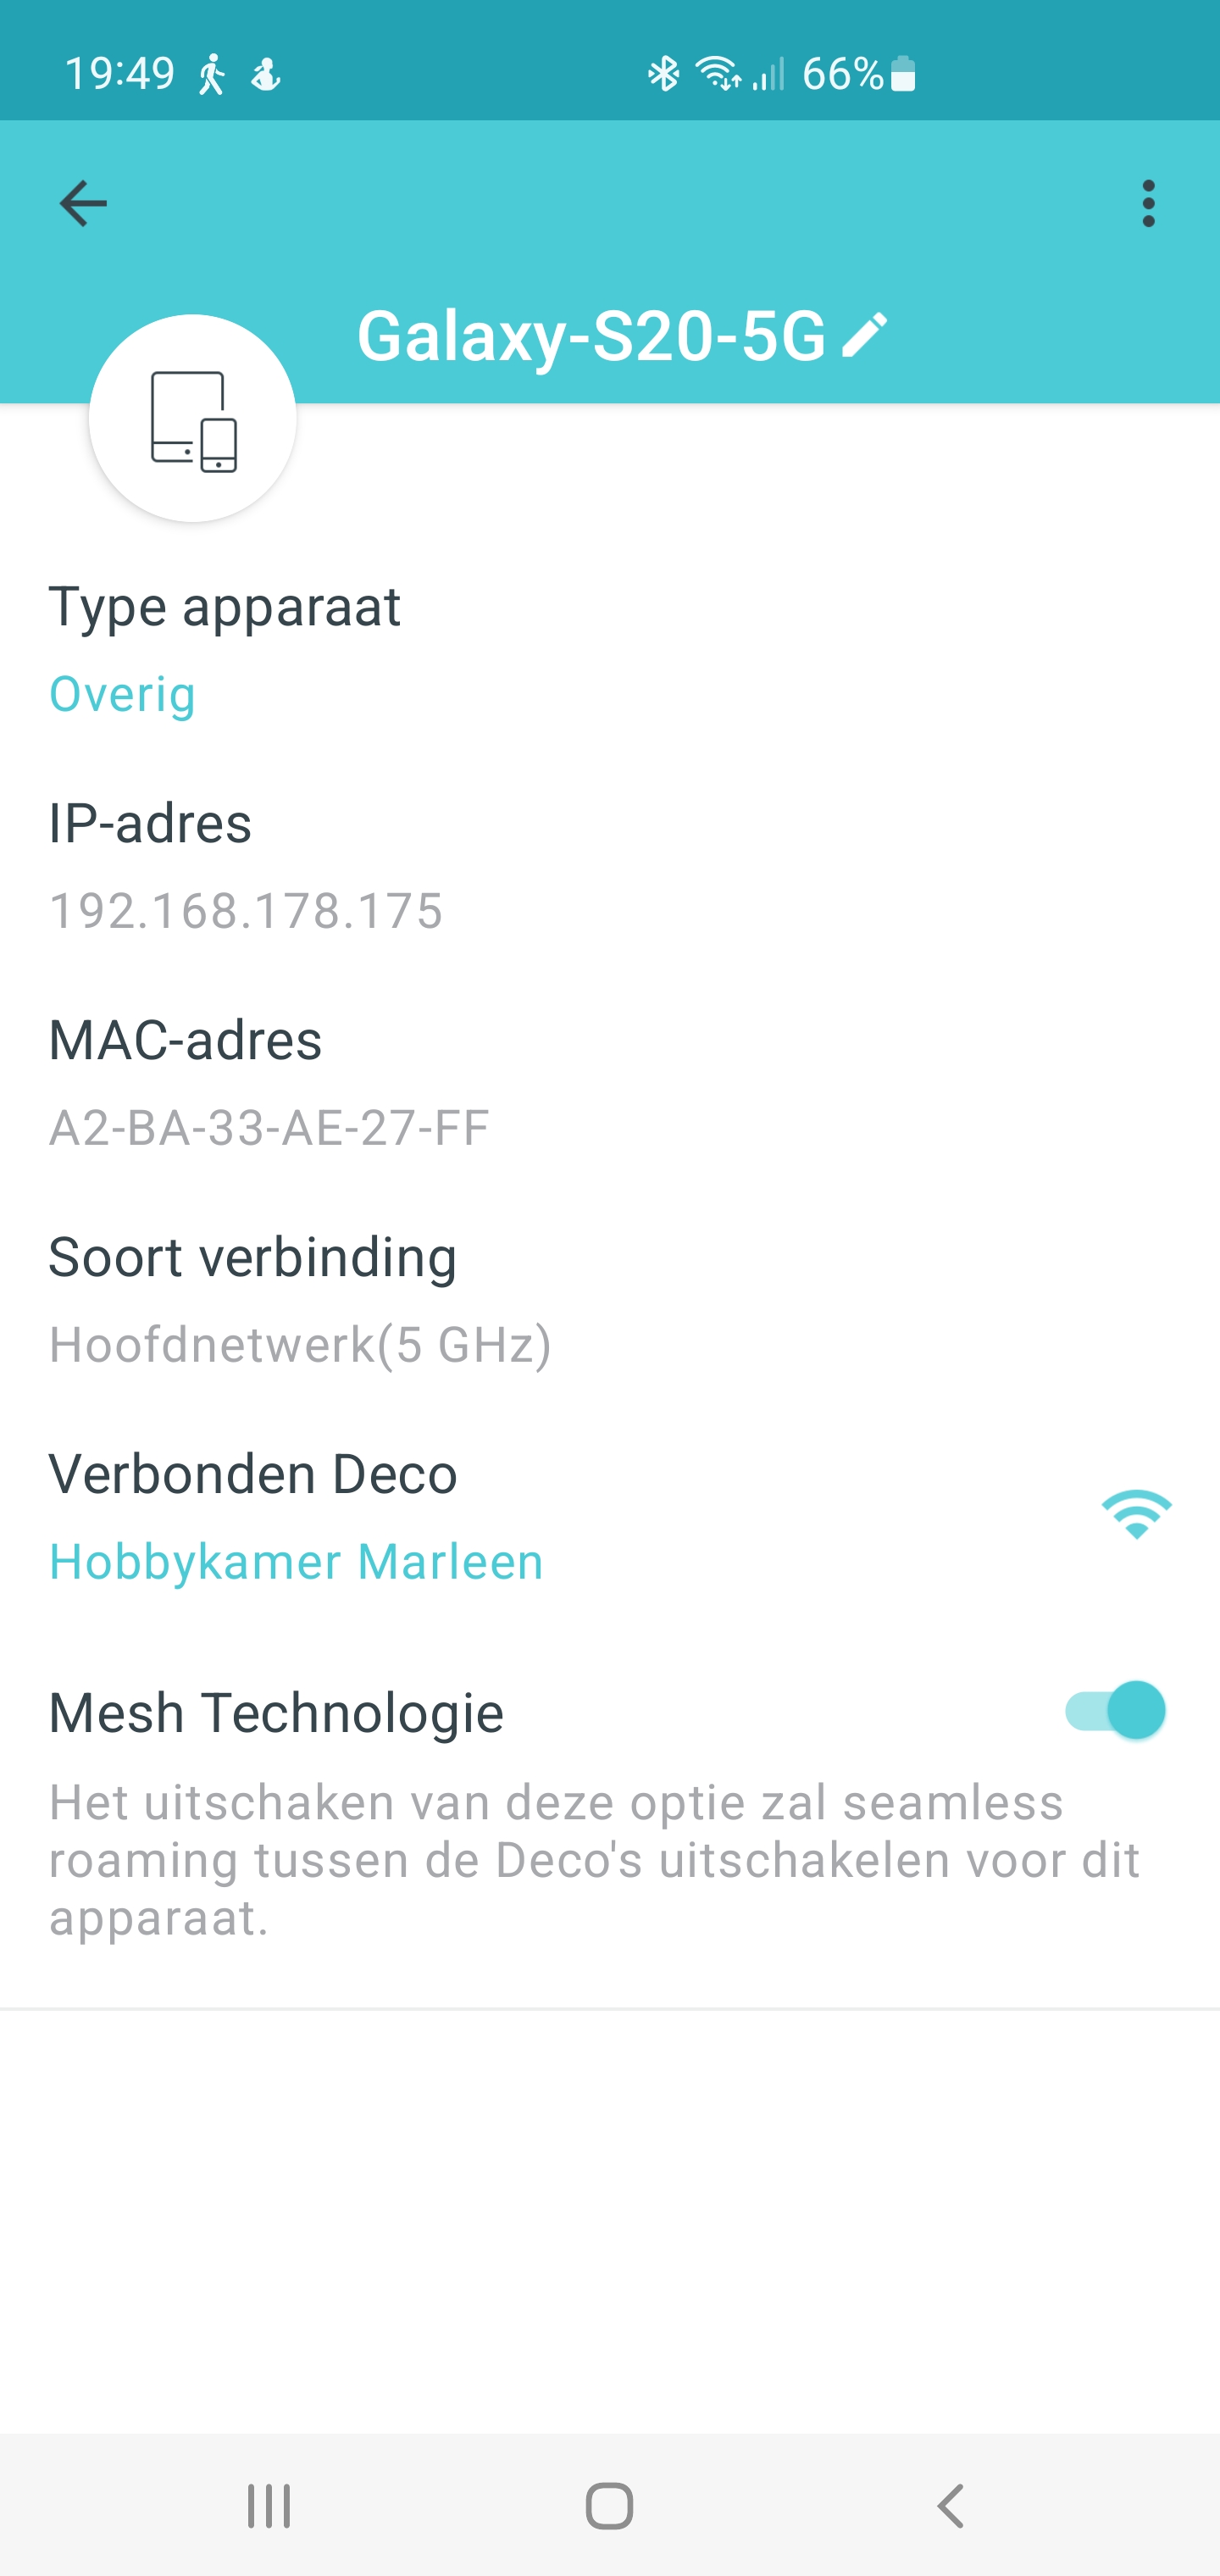 19:49
66%
Galaxy-S20-5G
Type apparaat
Overig
IP-adres
192.168.178.175
MAC-adres
A2-BA-33-AE-27-FF
Soort verbinding
Hoofdnetwerk(5 GHz)
Verbonden Deco
Hobbykamer Marleen
Mesh Technologie
Het uitschaken van deze optie zal seamless
roaming tussen de Deco's uitschakelen voor dit
apparaat.